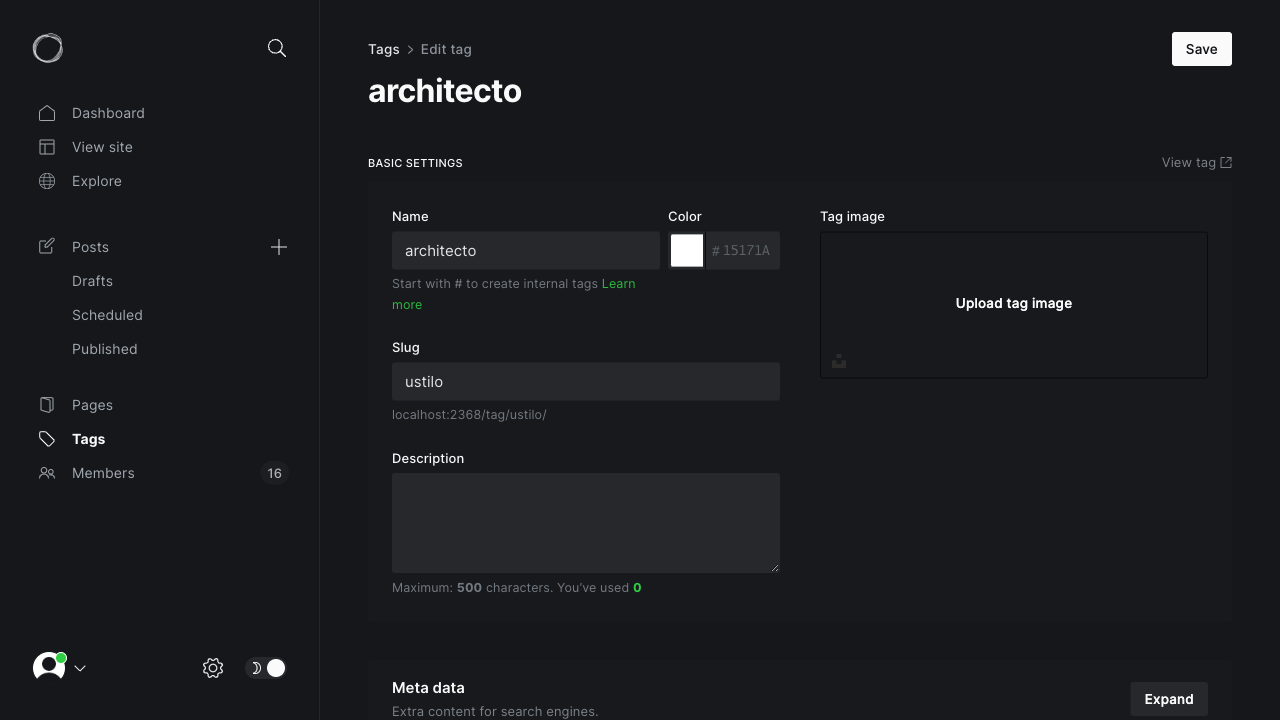 Tags > Edit tag
Save
architecto
Dashboard
View site
Explore
Posts
Drafts
Scheduled
Published
Pages
Tags
Members 16
BASIC SETTINGS
View tag
Name
architecto
Start with # to create internal tags Learn
more
Color
# 15171A
Slug
ustilo
localhost:2368/tag/ustilo/
Description
Maximum: 500 characters. You've used 0
Tag image
Upload tag image
Meta data
Extra content for search engines.
Expand